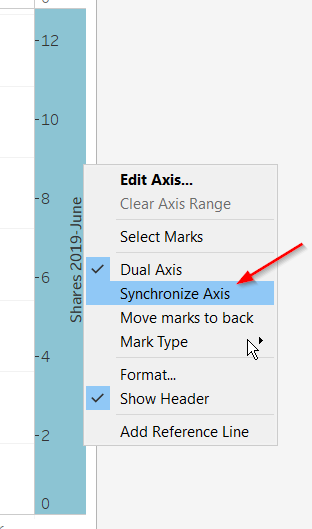 12
10
8
6
4
2
0
Shares 2019-June
Edit Axis...
Clear Axis Range
Select Marks
Dual Axis
Synchronize Axis
Move marks to back
Mark Type
Format...
Show Header
Add Reference Line